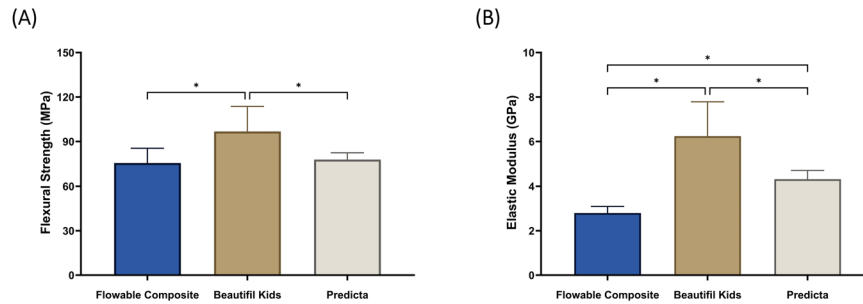 (A)
Flexural Strength (MPa)
150
120
90
60
30
0
*
*
Flowable Composite
Beautifil Kids
Predicta
(B)
Elastic Modulus (GPa)
10
8
6
4
2
0
*
*
*
Flowable Composite
Beautifil Kids
Predicta